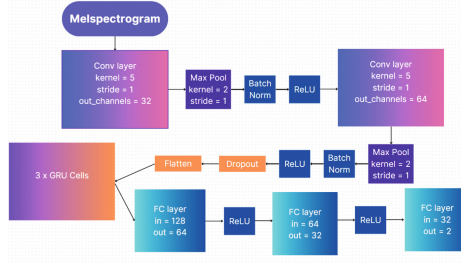 Melspectrogram
Conv layer
kernel = 5
stride = 1
out_channels = 32
Max Pool
kernel = 2
stride = 1
Batch
Norm
ReLU
Conv layer
kernel = 5
stride = 1
out_channels = 64
Max Pool
kernel = 2
stride = 1
Batch
Norm
ReLU
Dropout
Flatten
3 x GRU Cells
FC layer
in = 128
out = 64
ReLU
FC layer
in = 64
out = 32
ReLU
FC layer
in = 32
out = 2